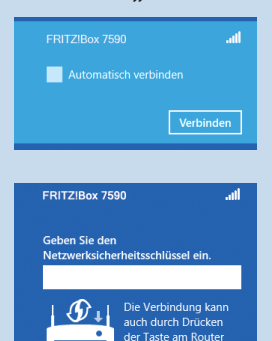 FRITZ!Box 7590
Automatisch verbinden
Verbinden
FRITZ!Box 7590
Geben Sie den
Netzwerksicherheitsschlüssel ein.
Die Verbindung kann
auch durch Drücken
der Taste am Router